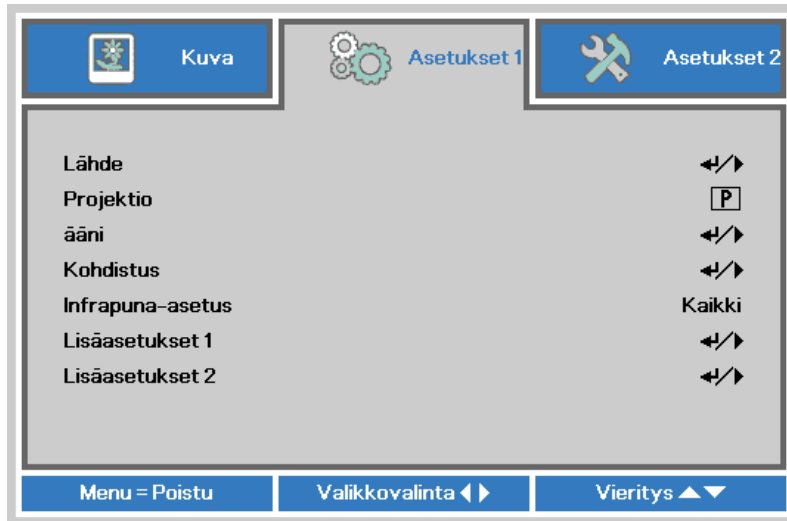 Kuva Asetukset 1 Asetukset 2
Lähde
Projektio P
ääni
Kohdistus
Infrapuna-asetus Kaikki
Lisäasetukset 1
Lisäasetukset 2
Menu = Poistu Valikkovalinta Vieritys